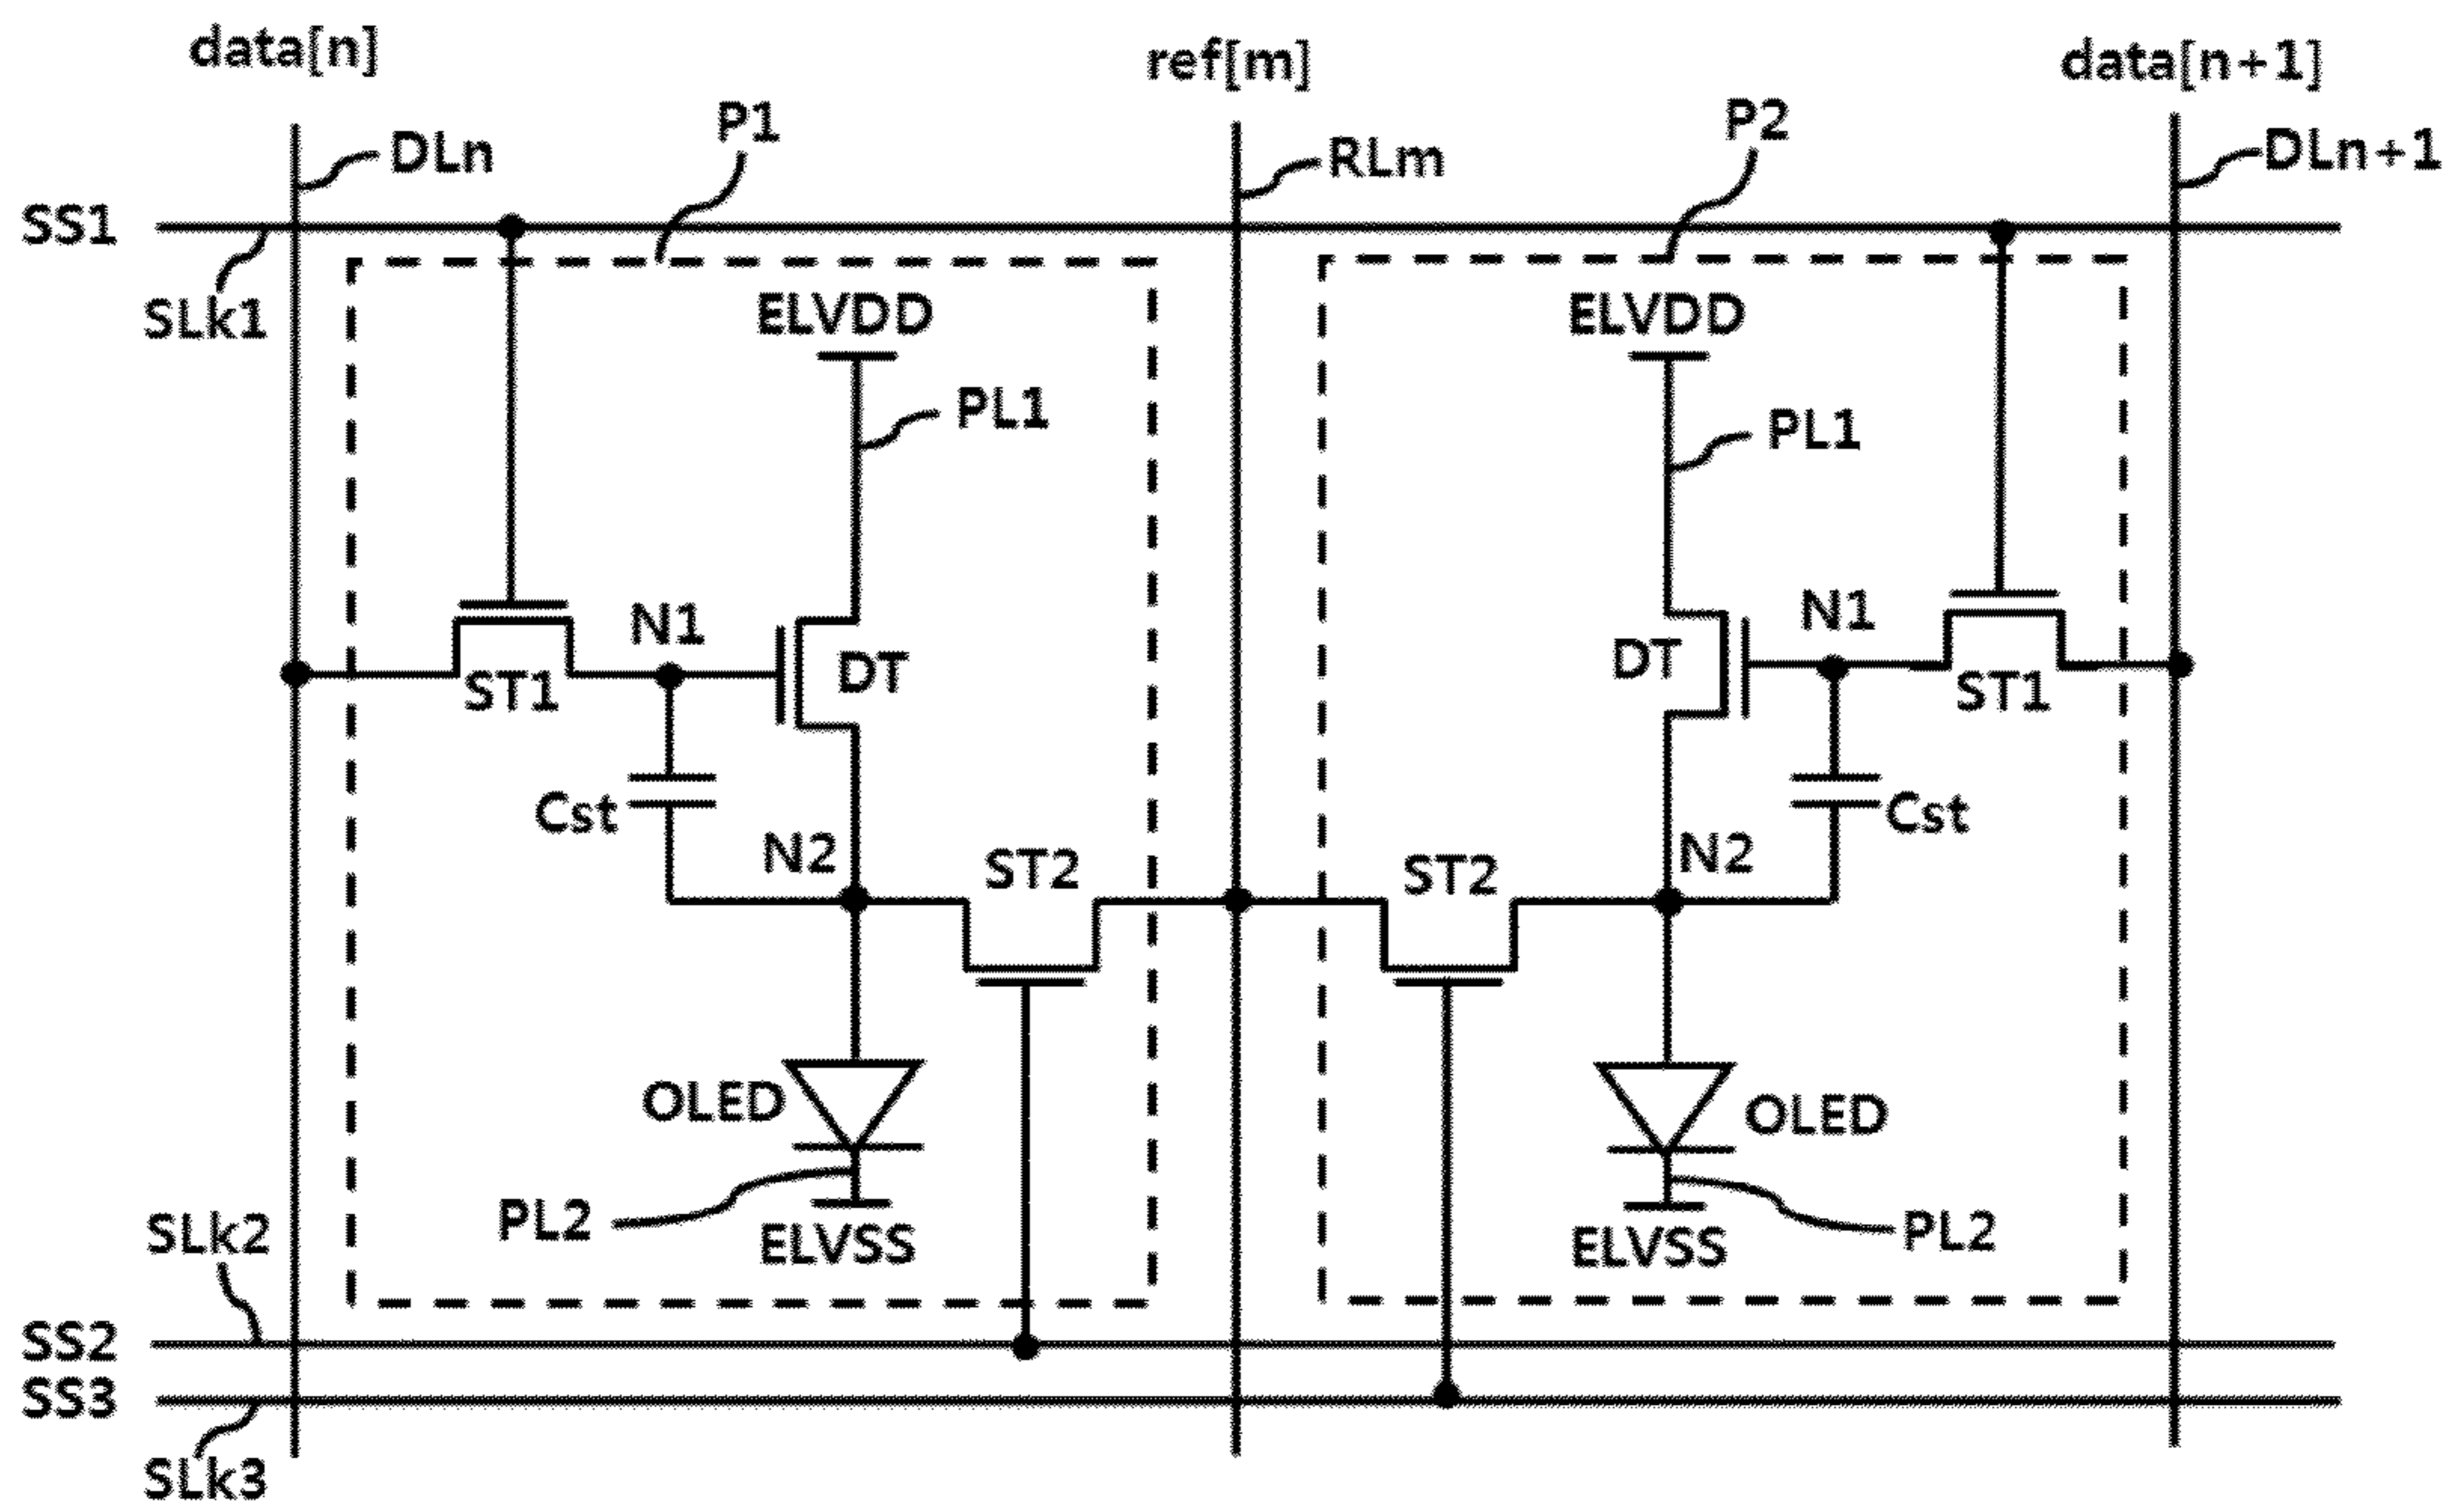 data[n] ref[m] data[n+1]
P1 P2
DLn RLm DLn+1
SS1
SLk1 ELVDD ELVDD
PL1 PL1
N1 N1
ST1 DT DT ST1
Cst Cst
N2 N2
ST2 ST2
OLED OLED
PL2 PL2
SLk2 ELVSS ELVSS
SS2
SS3
SLk3